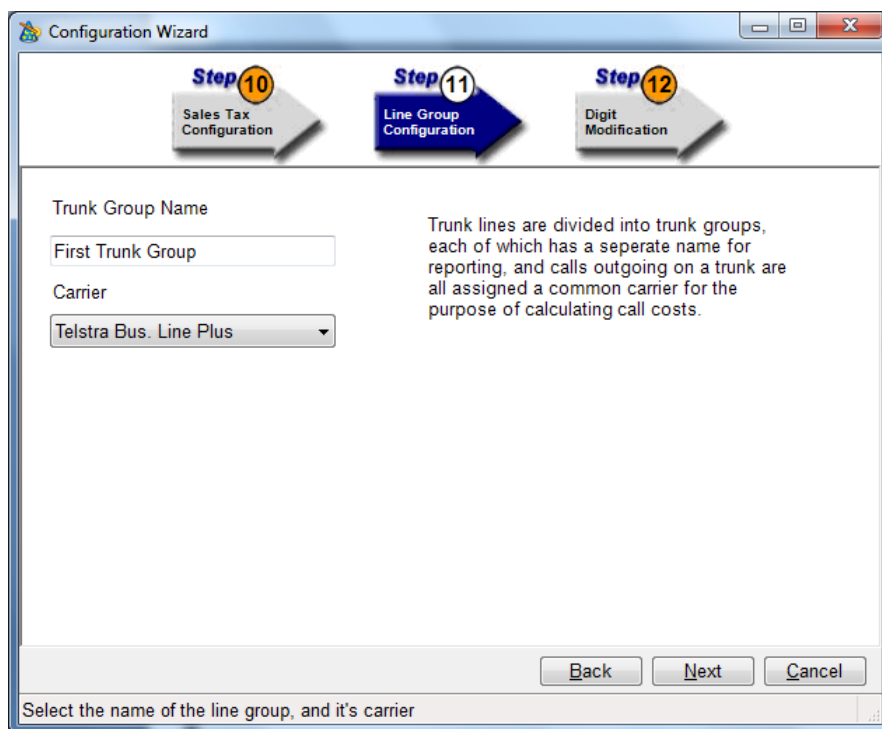 Configuration Wizard
Step 10
Sales Tax
Configuration
Step 11
Line Group
Configuration
Step 12
Digit
Modification
Trunk Group Name
First Trunk Group
Carrier
Telstra Bus. Line Plus
Trunk lines are divided into trunk groups,
each of which has a seperate name for
reporting, and calls outgoing on a trunk are
all assigned a common carrier for the
purpose of calculating call costs.
Back
Next
Cancel
Select the name of the line group, and it's carrier